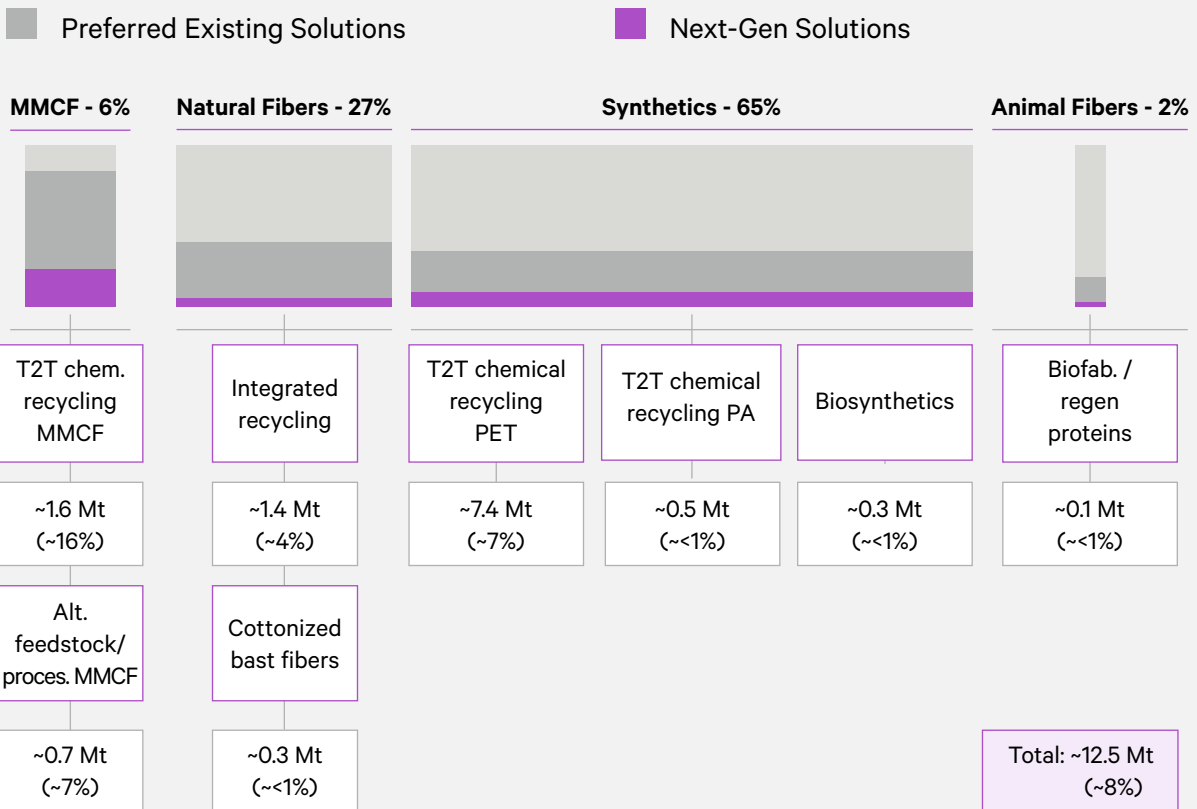 Preferred Existing Solutions
Next-Gen Solutions
MMCF - 6%
Natural Fibers - 27%
Synthetics - 65%
Animal Fibers - 2%
T2T chem.
recycling
MMCF
Integrated
recycling
T2T chemical
recycling
PET
T2T chemical
recycling PA
Biosynthetics
Biofab. /
regen
proteins
~1.6 Mt
(~16%)
~1.4 Mt
(~4%)
~7.4 Mt
(~7%)
~0.5 Mt
(~<1%)
~0.3 Mt
(~<1%)
~0.1 Mt
(~<1%)
Alt.
feedstock/
proces. MMCF
Cottonized
bast fibers
~0.7 Mt
(~7%)
~0.3 Mt
(~<1%)
Total: ~12.5 Mt
(~8%)